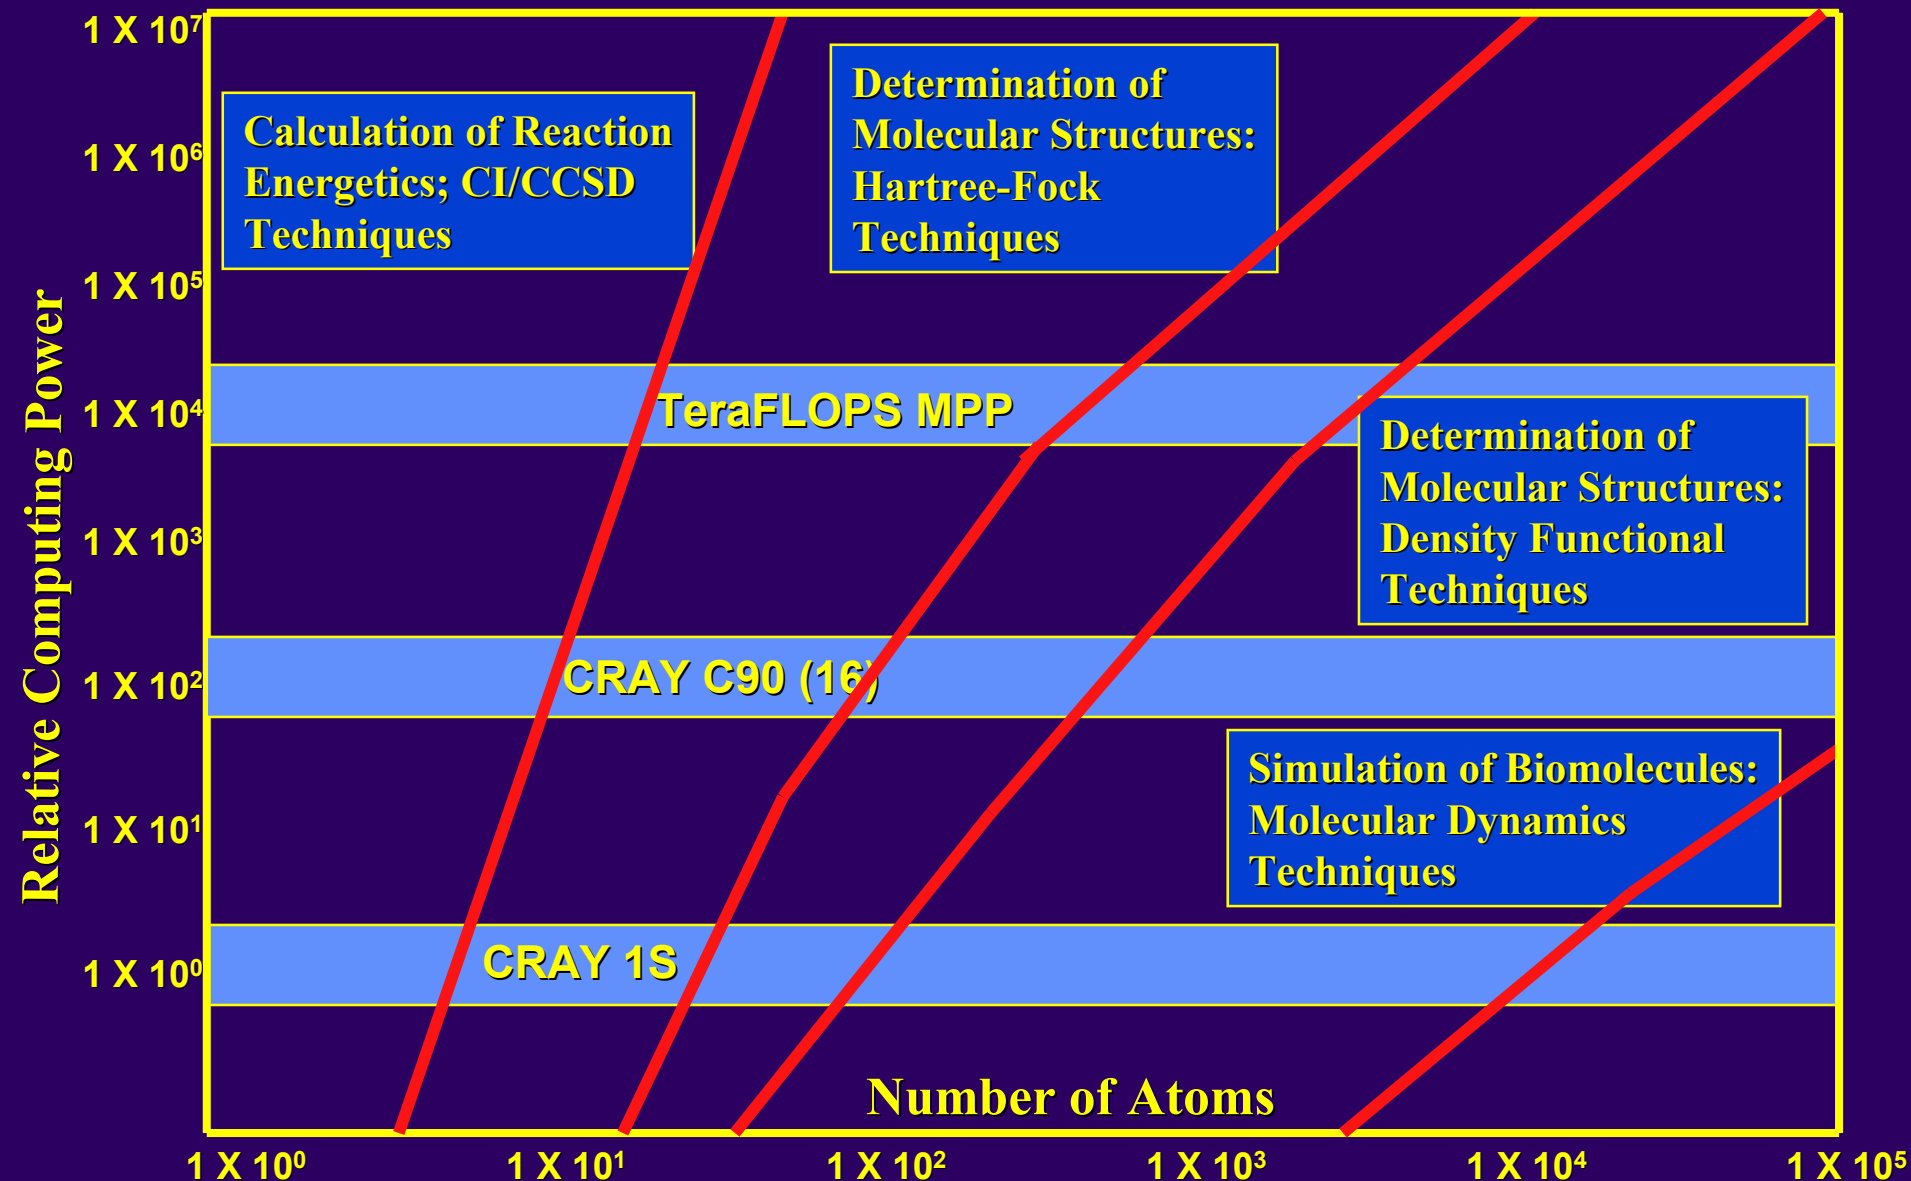 1 X 10⁷
1 X 10⁶
1 X 10⁵
1 X 10⁴
1 X 10³
1 X 10²
1 X 10¹
1 X 10⁰
Relative Computing Power
Calculation of Reaction
Energetics; CI/CCSD
Techniques
Determination of
Molecular Structures:
Hartree-Fock
Techniques
TeraFLOPS MPP
Determination of
Molecular Structures:
Density Functional
Techniques
CRAY C90 (16)
Simulation of Biomolecules:
Molecular Dynamics
Techniques
CRAY 1S
Number of Atoms
1 X 10⁰ 1 X 10¹ 1 X 10² 1 X 10³ 1 X 10⁴ 1 X 10⁵